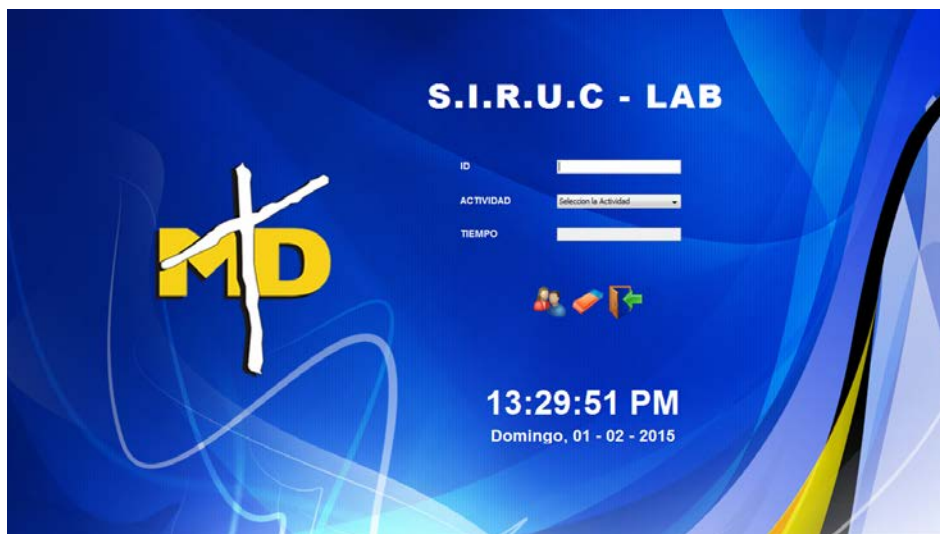 S.I.R.U.C - LAB
ID
ACTIVIDAD
Seleccion la Actividad
TIEMPO
MD
13:29:51 PM
Domingo, 01 - 02 - 2015